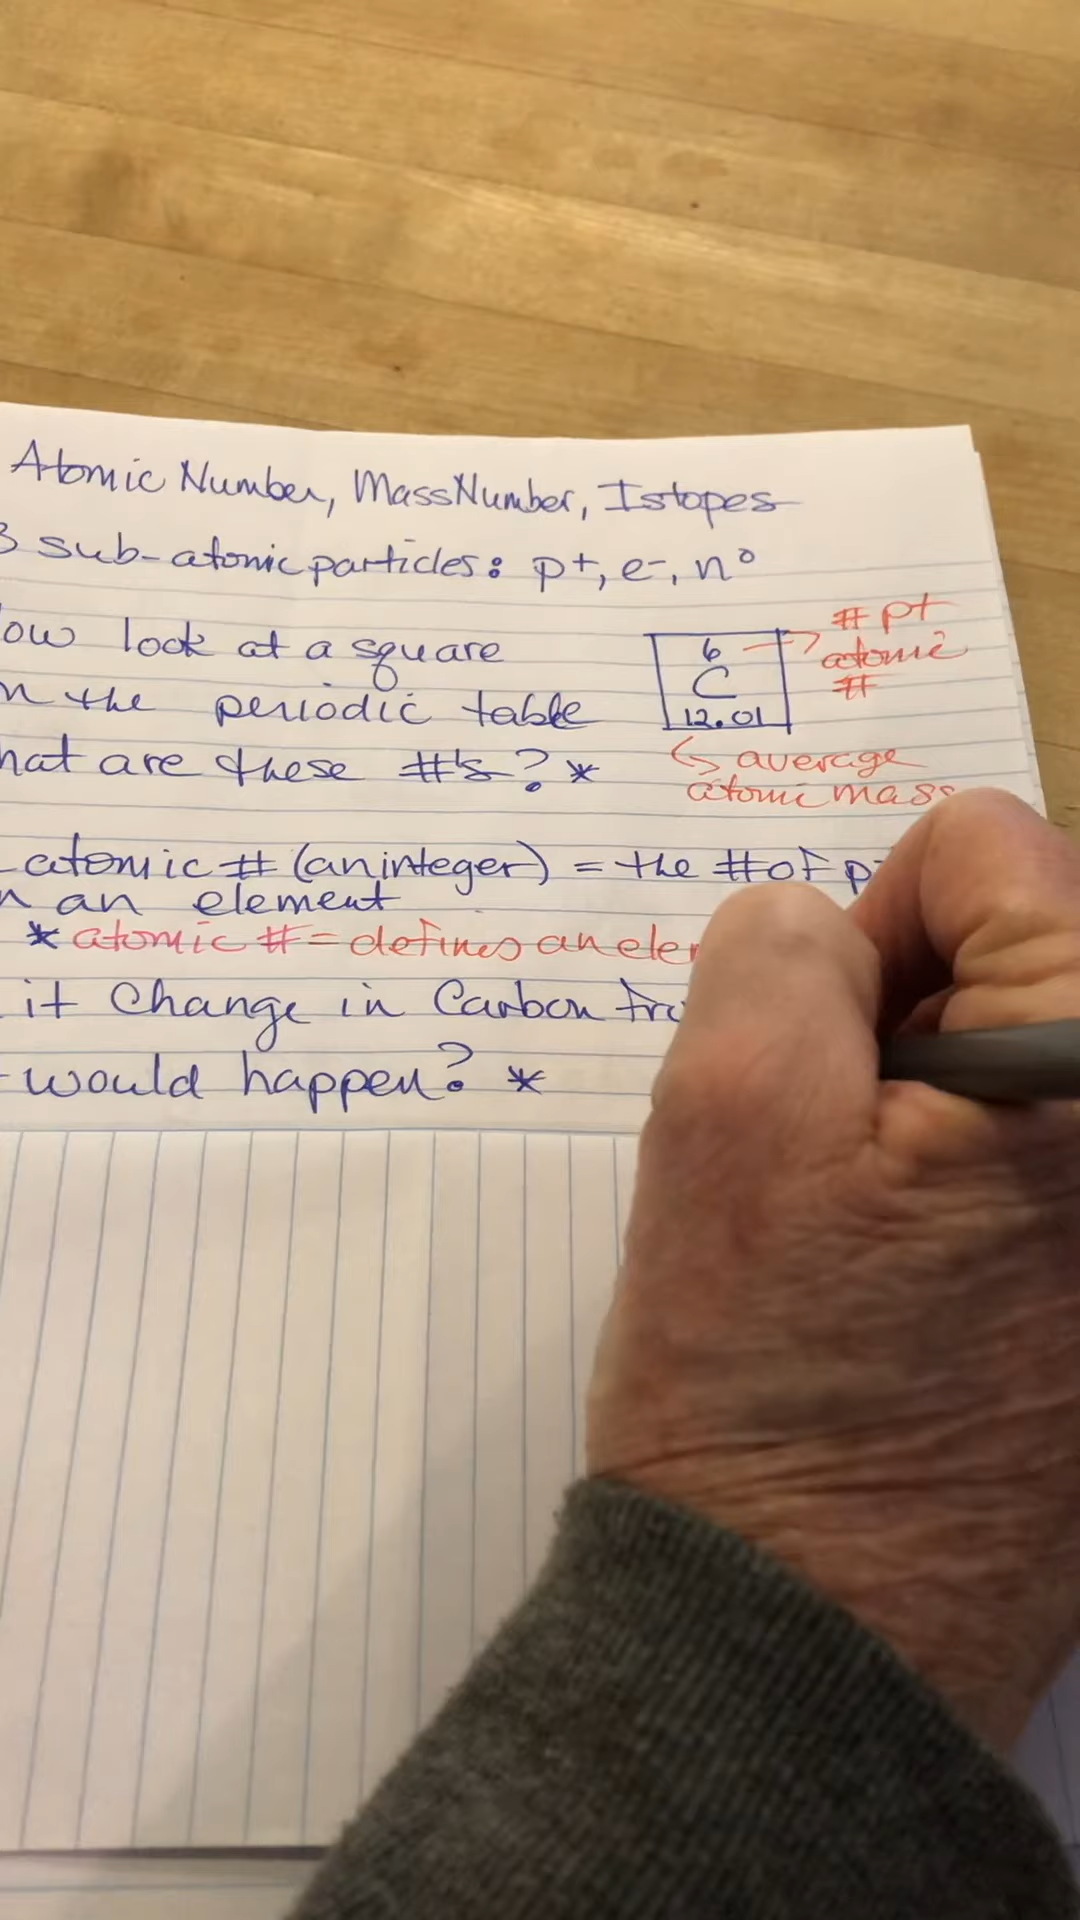 Atomic Number, Mass Number, Istopes
3 sub-atomic particles: p+, e-, n°
ow look at a square
n the periodic table
hat are these #'s? *
6
C
12.01
# p+
atomic
#
average
atomic mass
atomic # (an integer) = the # of p
n an element
* atomic # = defines an ele
it change in Carbon fr
would happen? *